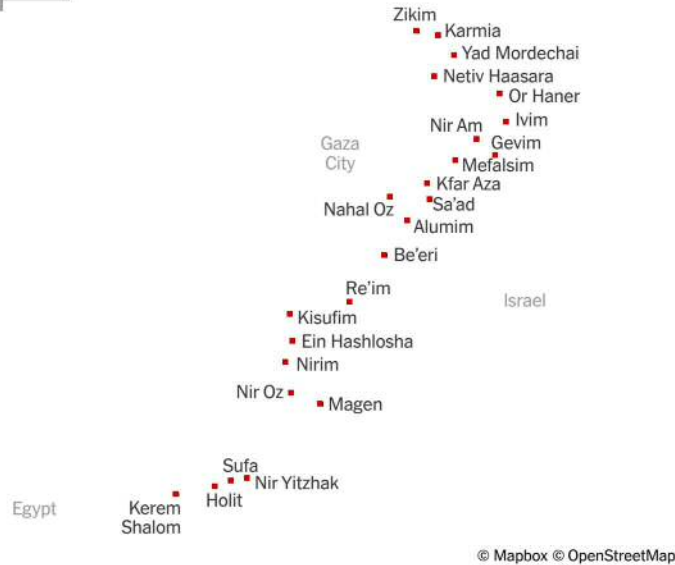 Zikim
Karmia
Yad Mordechai
Netiv Haasara
Or Haner
Ivim
Nir Am
Gevim
Gaza
City
Mefalsim
Kfar Aza
Sa'ad
Nahal Oz
Alumim
Be'eri
Re'im
Israel
Kisufim
Ein Hashlosha
Nirim
Nir Oz
Magen
Sufa
Nir Yitzhak
Holit
Egypt
Kerem
Shalom
© Mapbox © OpenStreetMap